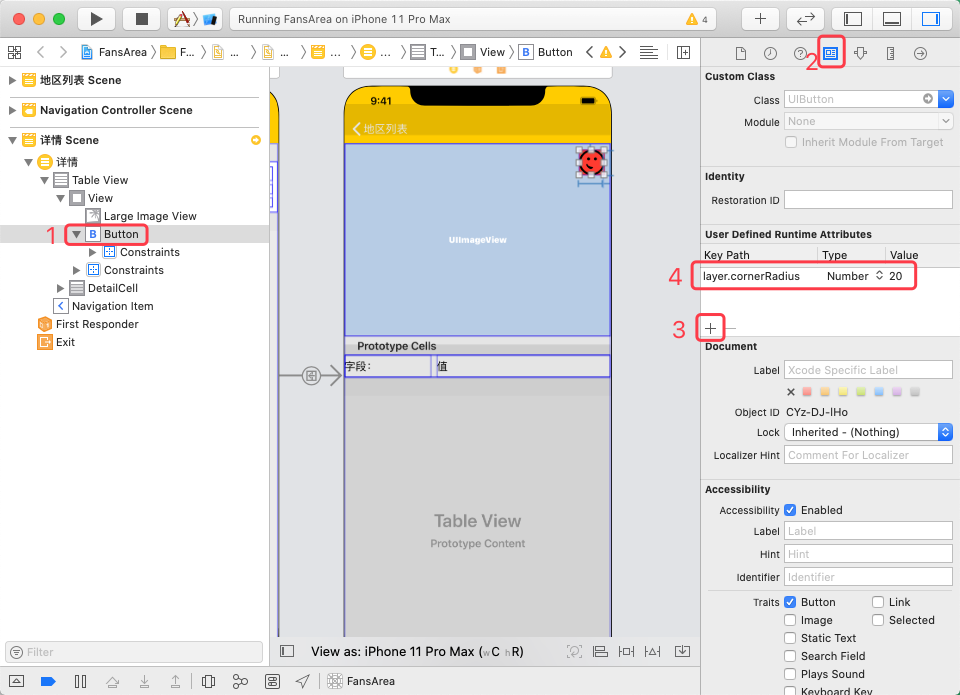 Running FansArea on iPhone 11 Pro Max
4
FansArea
F...
...
...
...
...
T...
View
B Button
地区列表 Scene
Navigation Controller Scene
详情 Scene
详情
Table View
View
Large Image View
1
B Button
Constraints
Constraints
DetailCell
Navigation Item
First Responder
Exit
Filter
9:41
地区列表
UIImageView
Prototype Cells
字段:
值
Table View
Prototype Content
View as: iPhone 11 Pro Max (wC hR)
2
Custom Class
Class UIButton
Module None
Inherit Module From Target
Identity
Restoration ID
User Defined Runtime Attributes
Key Path Type Value
4
layer.cornerRadius Number 20
3
Document
Label Xcode Specific Label
Object ID CYz-DJ-IHo
Lock Inherited - (Nothing)
Localizer Hint Comment For Localizer
Accessibility
Accessibility Enabled
Label Label
Hint Hint
Identifier Identifier
Traits Button Link
Image Selected
Static Text
Search Field
Plays Sound
Keyboard Key
FansArea